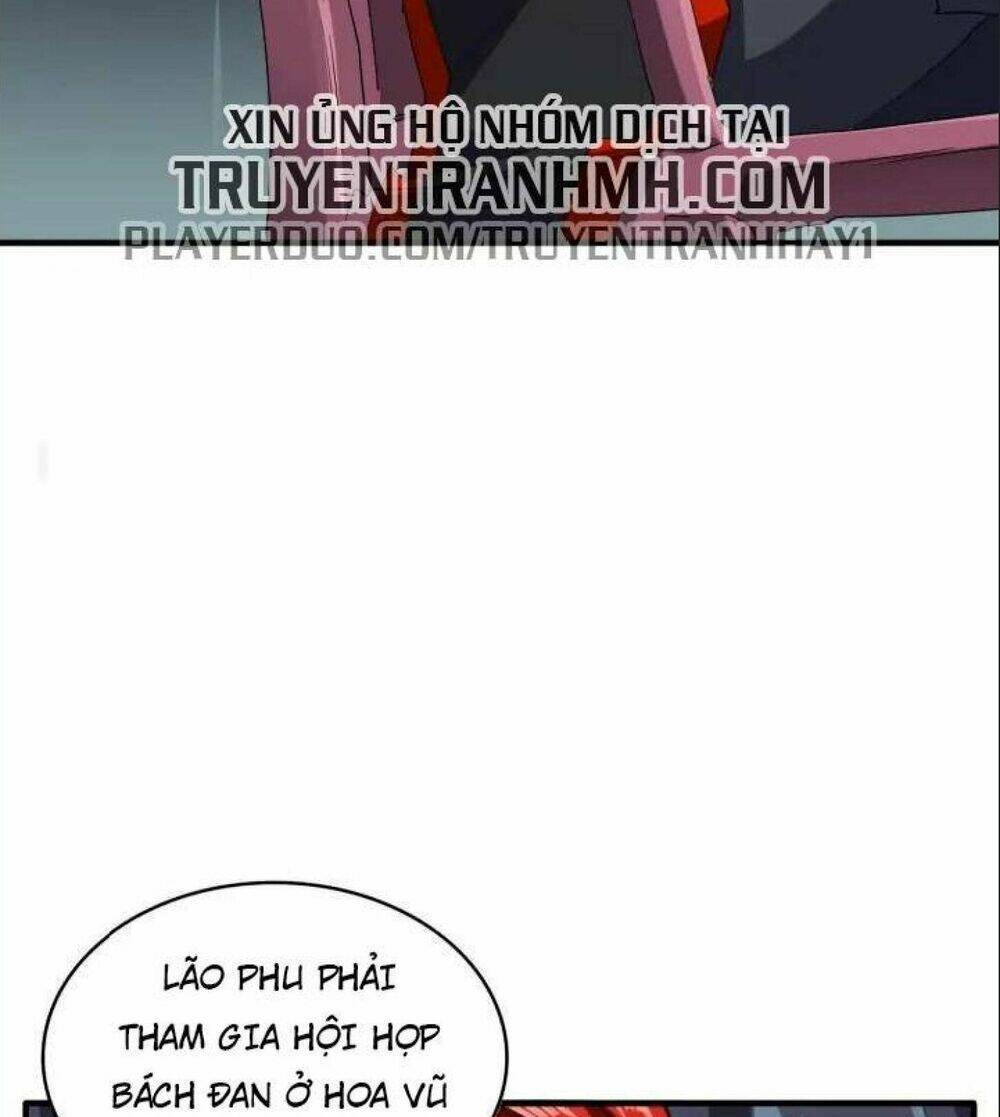 XIN ỦNG HỘ NHÓM DỊCH TẠI
TRUYENTRANHMH.COM
PLAYERDUO.COM/TRUYENTRANHHAY1
LÃO PHU PHẢI
THAM GIA HỘI HỌP
BÁCH ĐAN Ở HOA VŨ